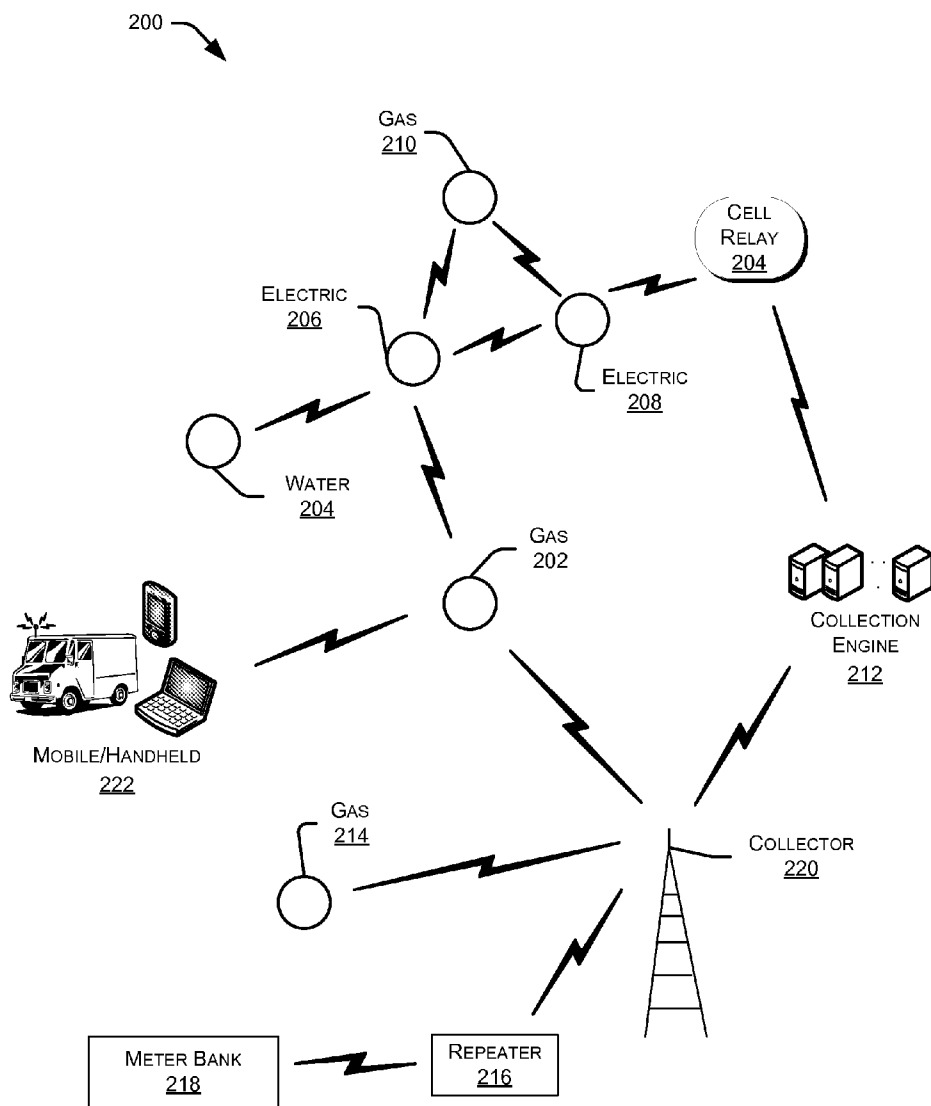 200
GAS
210
CELL
RELAY
204
ELECTRIC
206
ELECTRIC
208
WATER
204
GAS
202
COLLECTION
ENGINE
212
MOBILE/HANDHELD
222
GAS
214
COLLECTOR
220
METER BANK
218
REPEATER
216